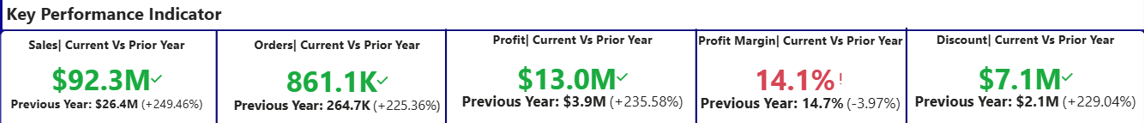 Key Performance Indicator
Sales| Current Vs Prior Year
$92.3M✓
Previous Year: $26.4M (+249.46%)
Orders| Current Vs Prior Year
861.1K✓
Previous Year: 264.7K (+225.36%)
Profit| Current Vs Prior Year
$13.0M✓
Previous Year: $3.9M (+235.58%)
Profit Margin| Current Vs Prior Year
14.1%!
Previous Year: 14.7% (-3.97%)
Discount| Current Vs Prior Year
$7.1M✓
Previous Year: $2.1M (+229.04%)